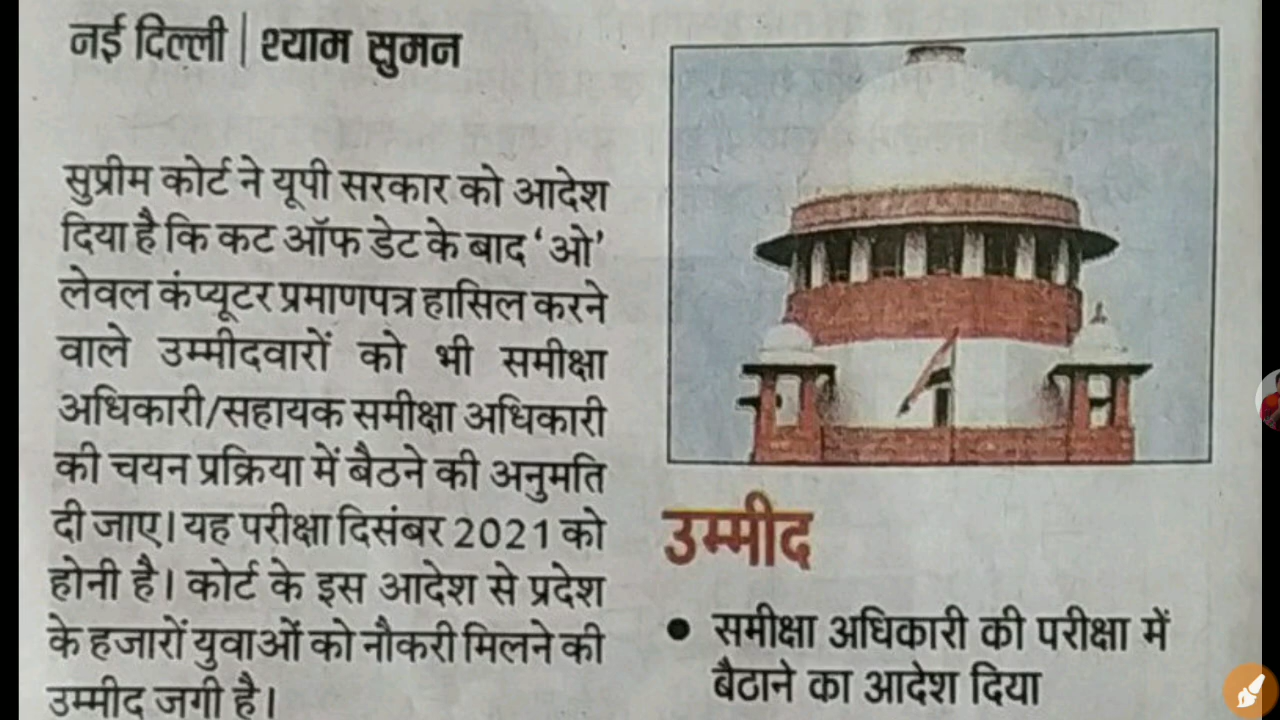 नई दिल्ली | श्याम सुमन
सुप्रीम कोर्ट ने यूपी सरकार को आदेश
दिया है कि कट ऑफ डेट के बाद ‘ओ’
लेवल कंप्यूटर प्रमाणपत्र हासिल करने
वाले उम्मीदवारों को भी समीक्षा
अधिकारी/सहायक समीक्षा अधिकारी
की चयन प्रक्रिया में बैठने की अनुमति
दी जाए। यह परीक्षा दिसंबर 2021 को
होनी है। कोर्ट के इस आदेश से प्रदेश
के हजारों युवाओं को नौकरी मिलने की
उम्मीद जगी है।
उम्मीद
● समीक्षा अधिकारी की परीक्षा में
बैठाने का आदेश दिया